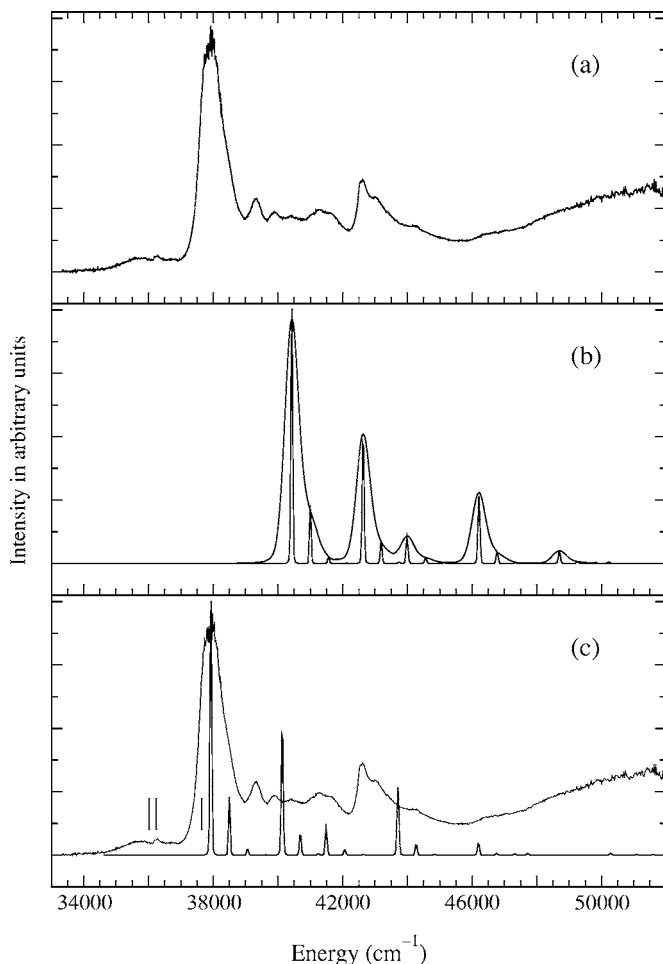 (a)
(b)
(c)
Intensity in arbitrary units
34000 38000 42000 46000 50000
Energy (cm⁻¹)